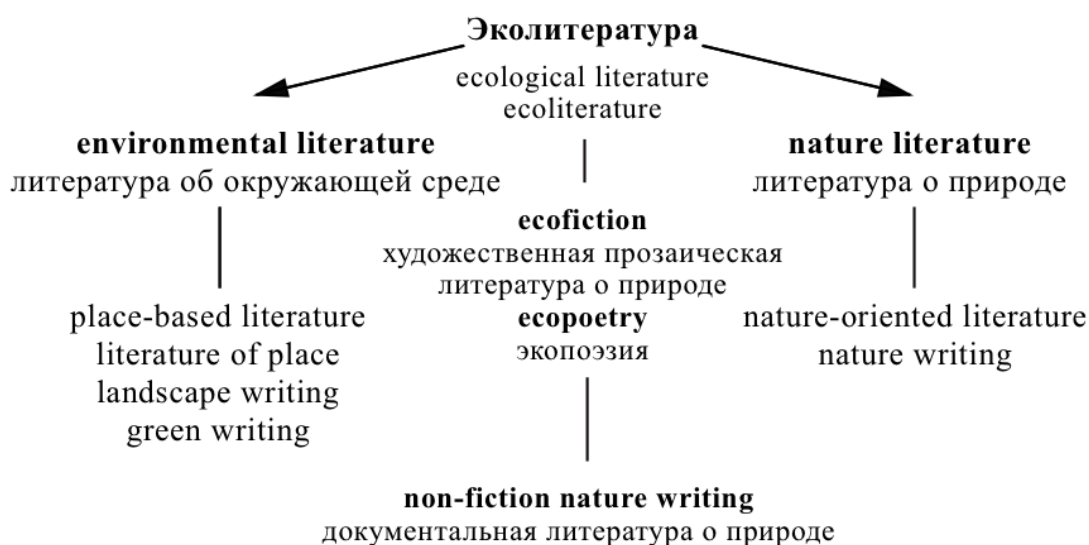 Эколитература
ecological literature
ecoliterature
environmental literature
литература об окружающей среде
nature literature
литература о природе
ecofiction
художественная прозаическая
литература о природе
ecopoetry
экопоэзия
place-based literature
literature of place
landscape writing
green writing
nature-oriented literature
nature writing
non-fiction nature writing
документальная литература о природе